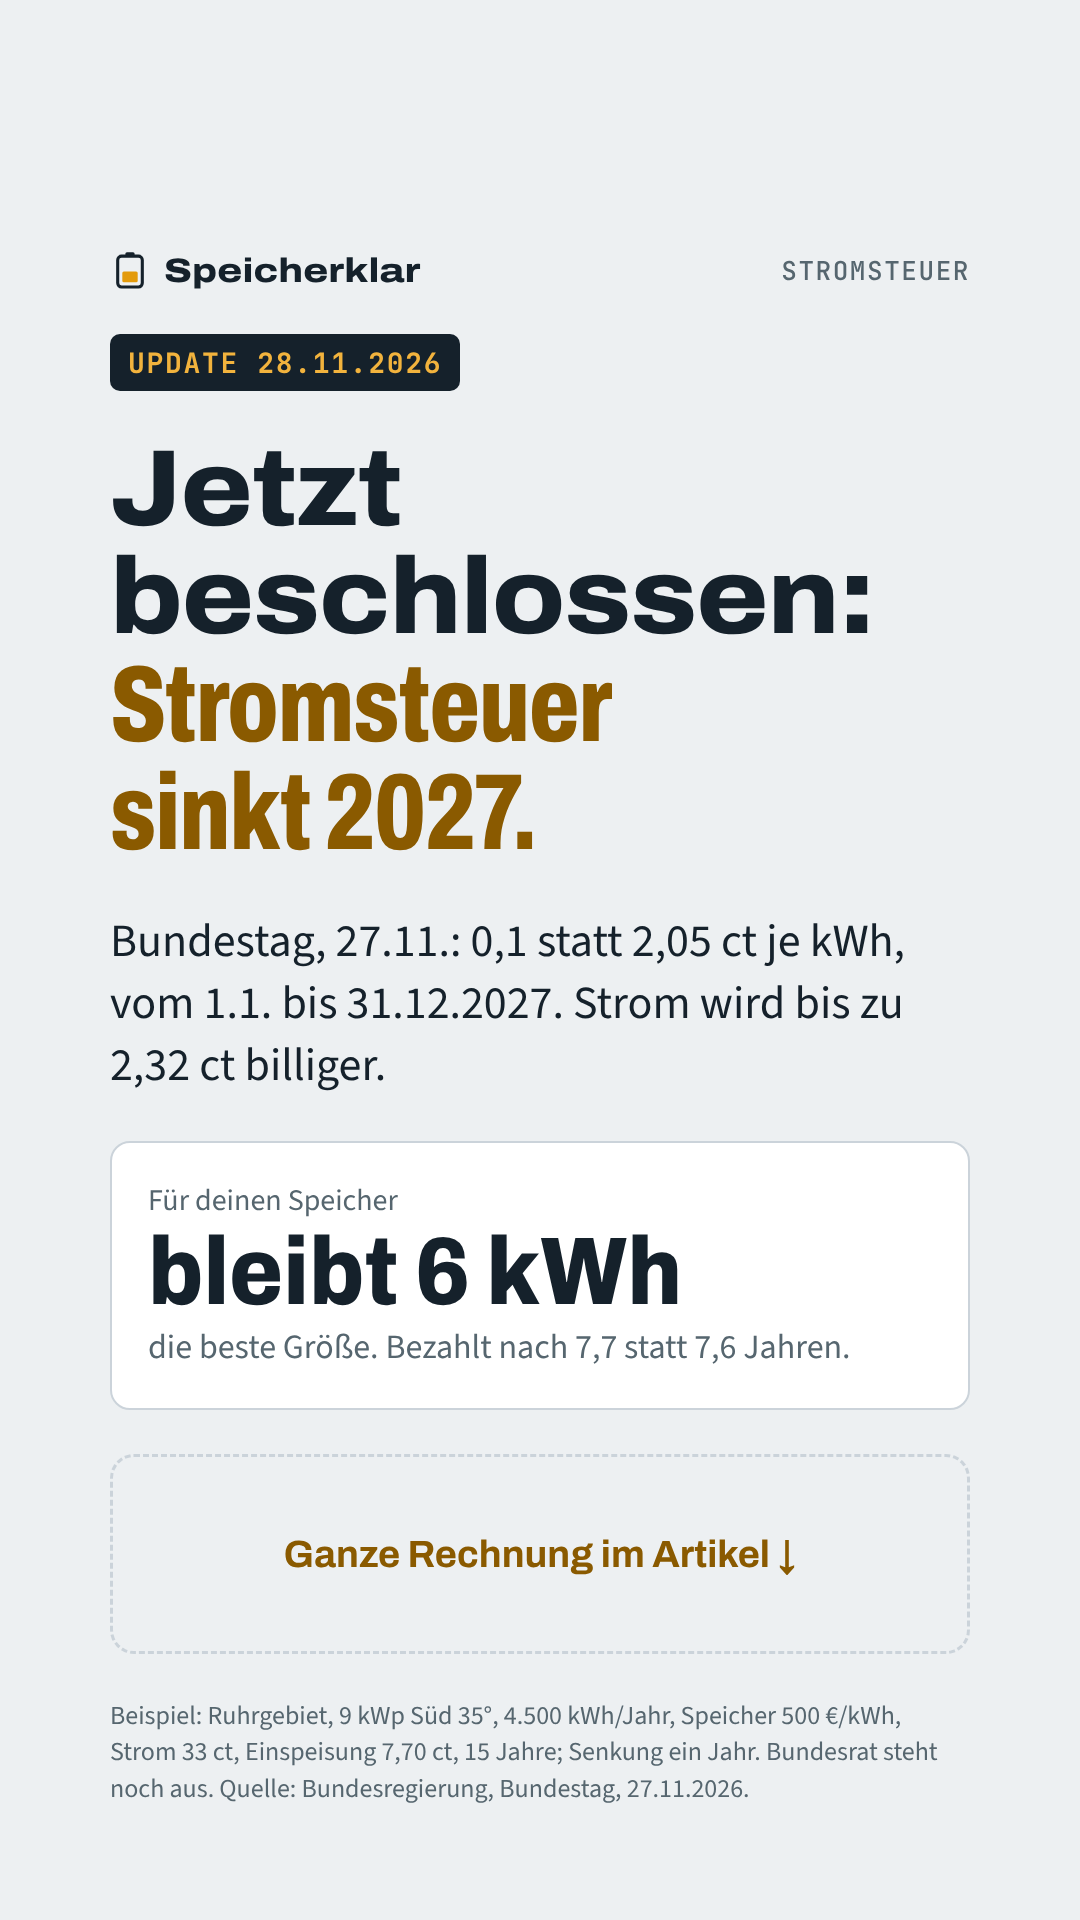 Speicherklar
STROMSTEUER
UPDATE 28.11.2026
Jetzt
beschlossen:
Stromsteuer
sinkt 2027.
Bundestag, 27.11.: 0,1 statt 2,05 ct je kWh,
vom 1.1. bis 31.12.2027. Strom wird bis zu
2,32 ct billiger.
Für deinen Speicher
bleibt 6 kWh
die beste Größe. Bezahlt nach 7,7 statt 7,6 Jahren.
Ganze Rechnung im Artikel ↓
Beispiel: Ruhrgebiet, 9 kWp Süd 35°, 4.500 kWh/Jahr, Speicher 500 €/kWh,
Strom 33 ct, Einspeisung 7,70 ct, 15 Jahre; Senkung ein Jahr. Bundesrat steht
noch aus. Quelle: Bundesregierung, Bundestag, 27.11.2026.